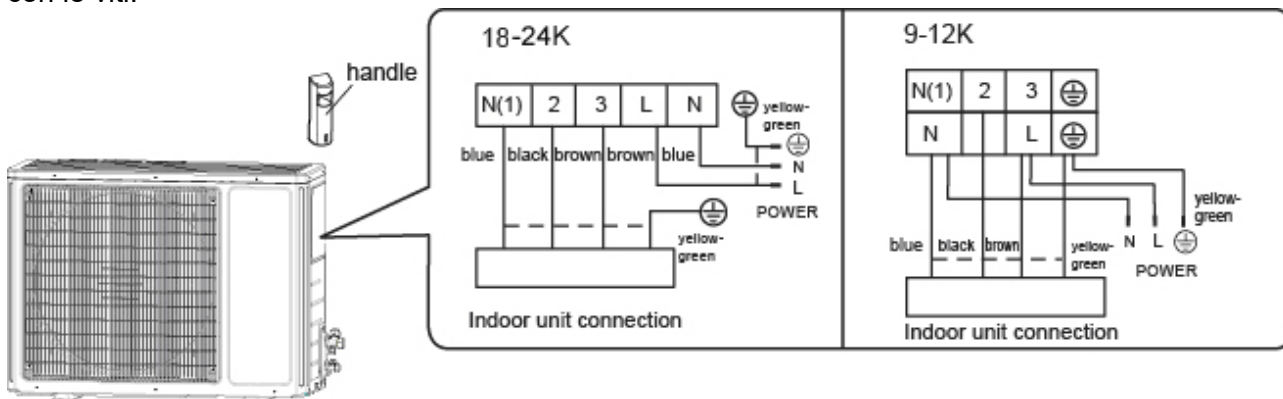 handle
18-24K
N(1) 2 3 L N
yellow-
green
blue black brown brown blue
N
L
POWER
yellow-
green
Indoor unit connection
9-12K
N(1) 2 3
N L
yellow-
green
blue black brown yellow-
green
N L
POWER
Indoor unit connection